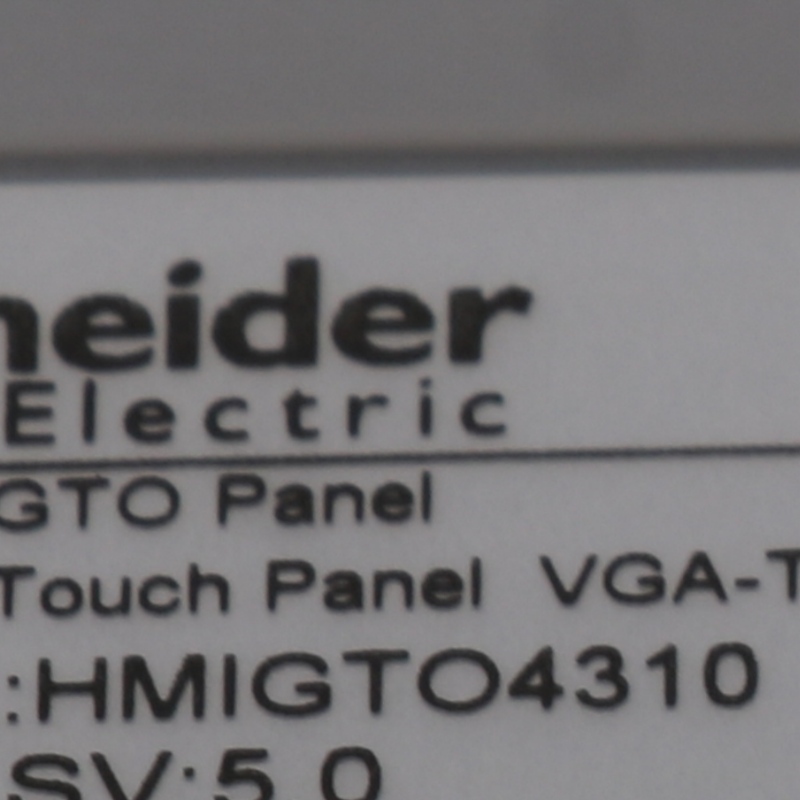 neider
Electric
GTO Panel
Touch Panel VGA-T
:HMIGTO4310
SV:5.0